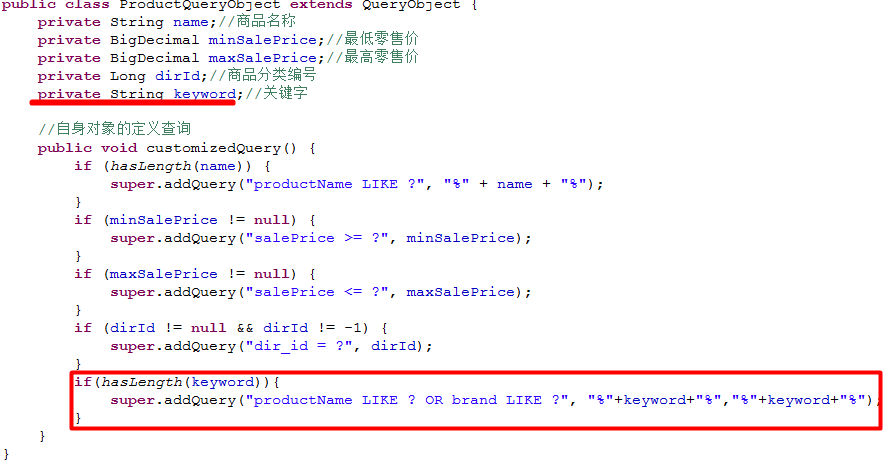 public class ProductQueryObject extends QueryObject {
    private String name;//商品名称
    private BigDecimal minSalePrice;//最低零售价
    private BigDecimal maxSalePrice;//最高零售价
    private Long dirId;//商品分类编号
    private String keyword;//关键字
    //自身对象的定义查询
    public void customizedQuery() {
        if (hasLength(name)) {
            super.addQuery("productName LIKE ?", "%" + name + "%");
        }
        if (minSalePrice != null) {
            super.addQuery("salePrice >= ?", minSalePrice);
        }
        if (maxSalePrice != null) {
            super.addQuery("salePrice <= ?", maxSalePrice);
        }
        if (dirId != null && dirId != -1) {
            super.addQuery("dir_id = ?", dirId);
        }
        if(hasLength(keyword)){
            super.addQuery("productName LIKE ? OR brand LIKE ?", "%"+keyword+"%","%"+keyword+"%");
        }
    }
}